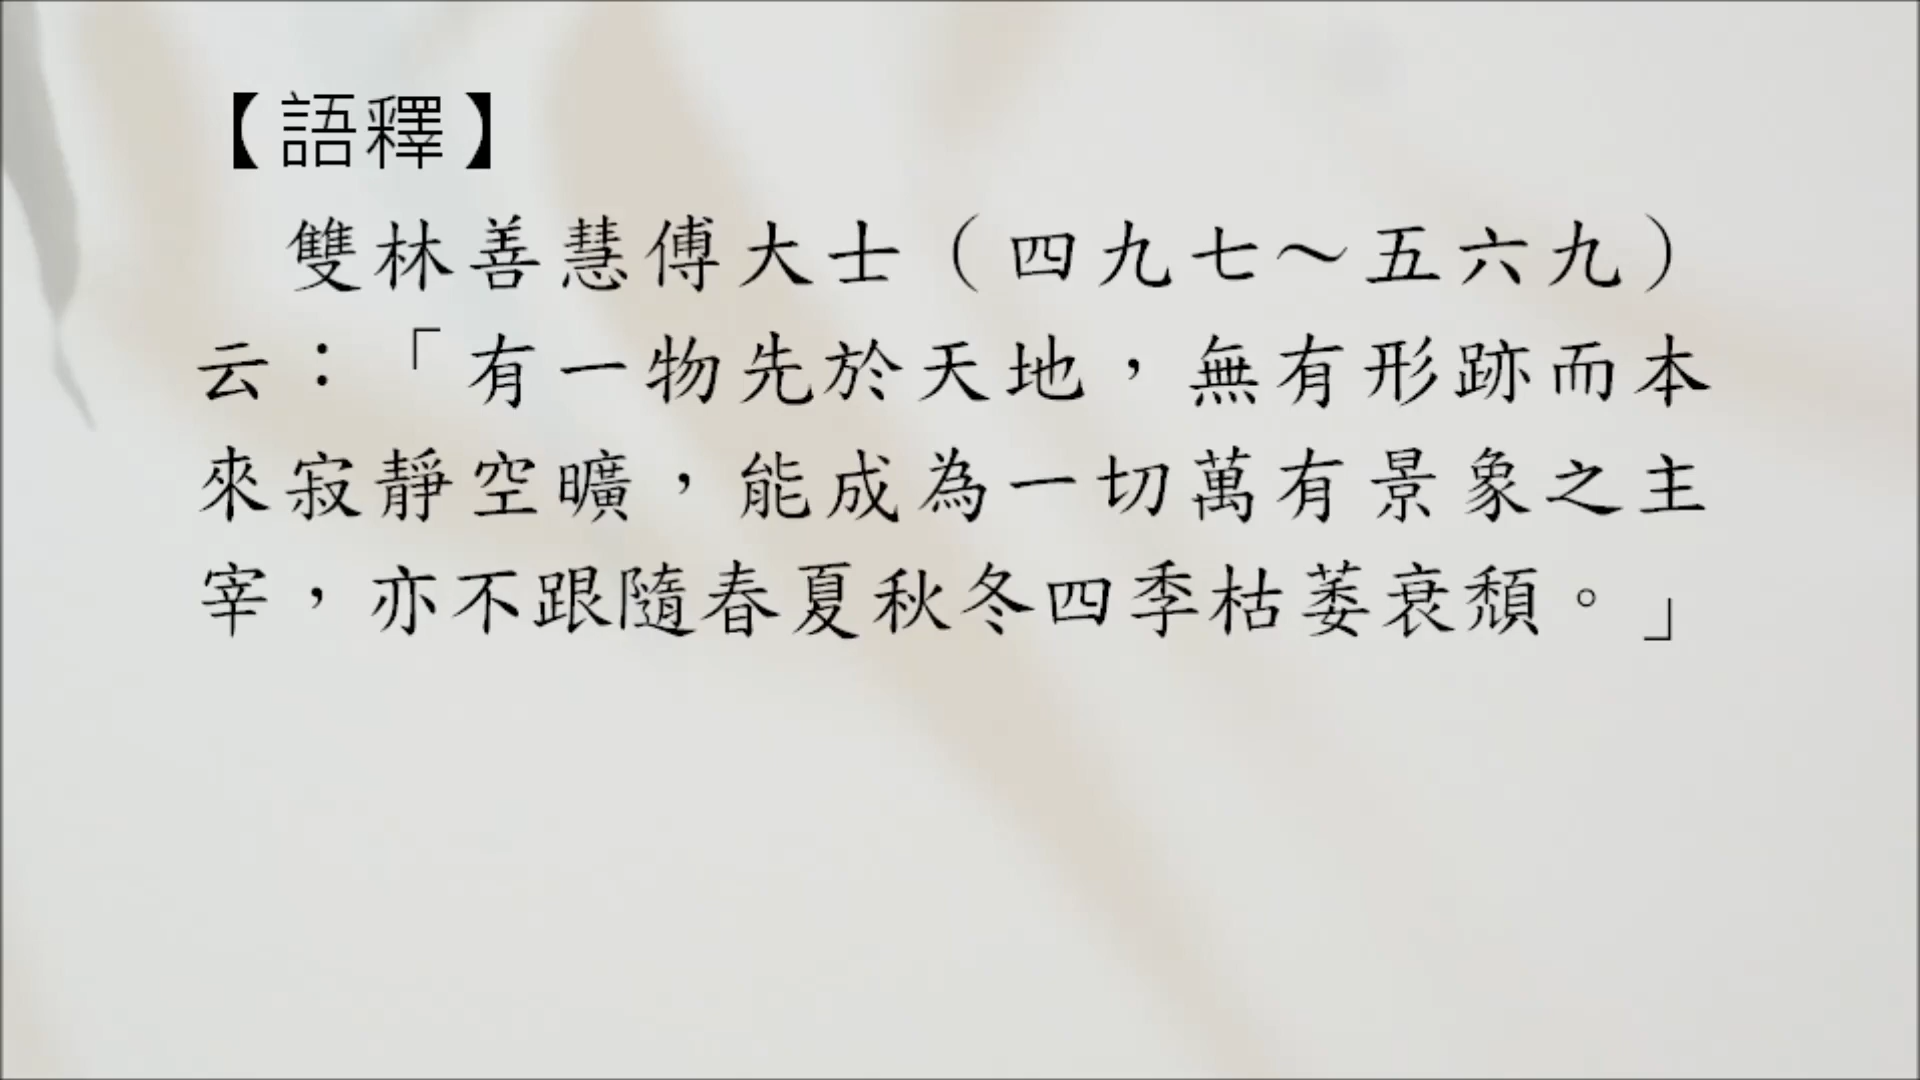 【語釋】
雙林善慧傅大士（四九七～五六九）
云：「有一物先於天地，無有形跡而本
來寂靜空曠，能成為一切萬有景象之主
宰，亦不跟隨春夏秋冬四季枯萎衰頹。」